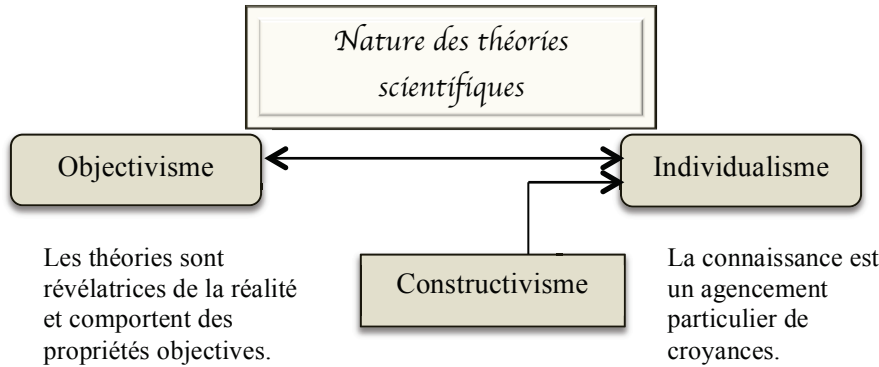 Nature des théories
scientifiques
Objectivisme
Individualisme
Constructivisme
Les théories sont
révélatrices de la réalité
et comportent des
propriétés objectives.
La connaissance est
un agencement
particulier de
croyances.